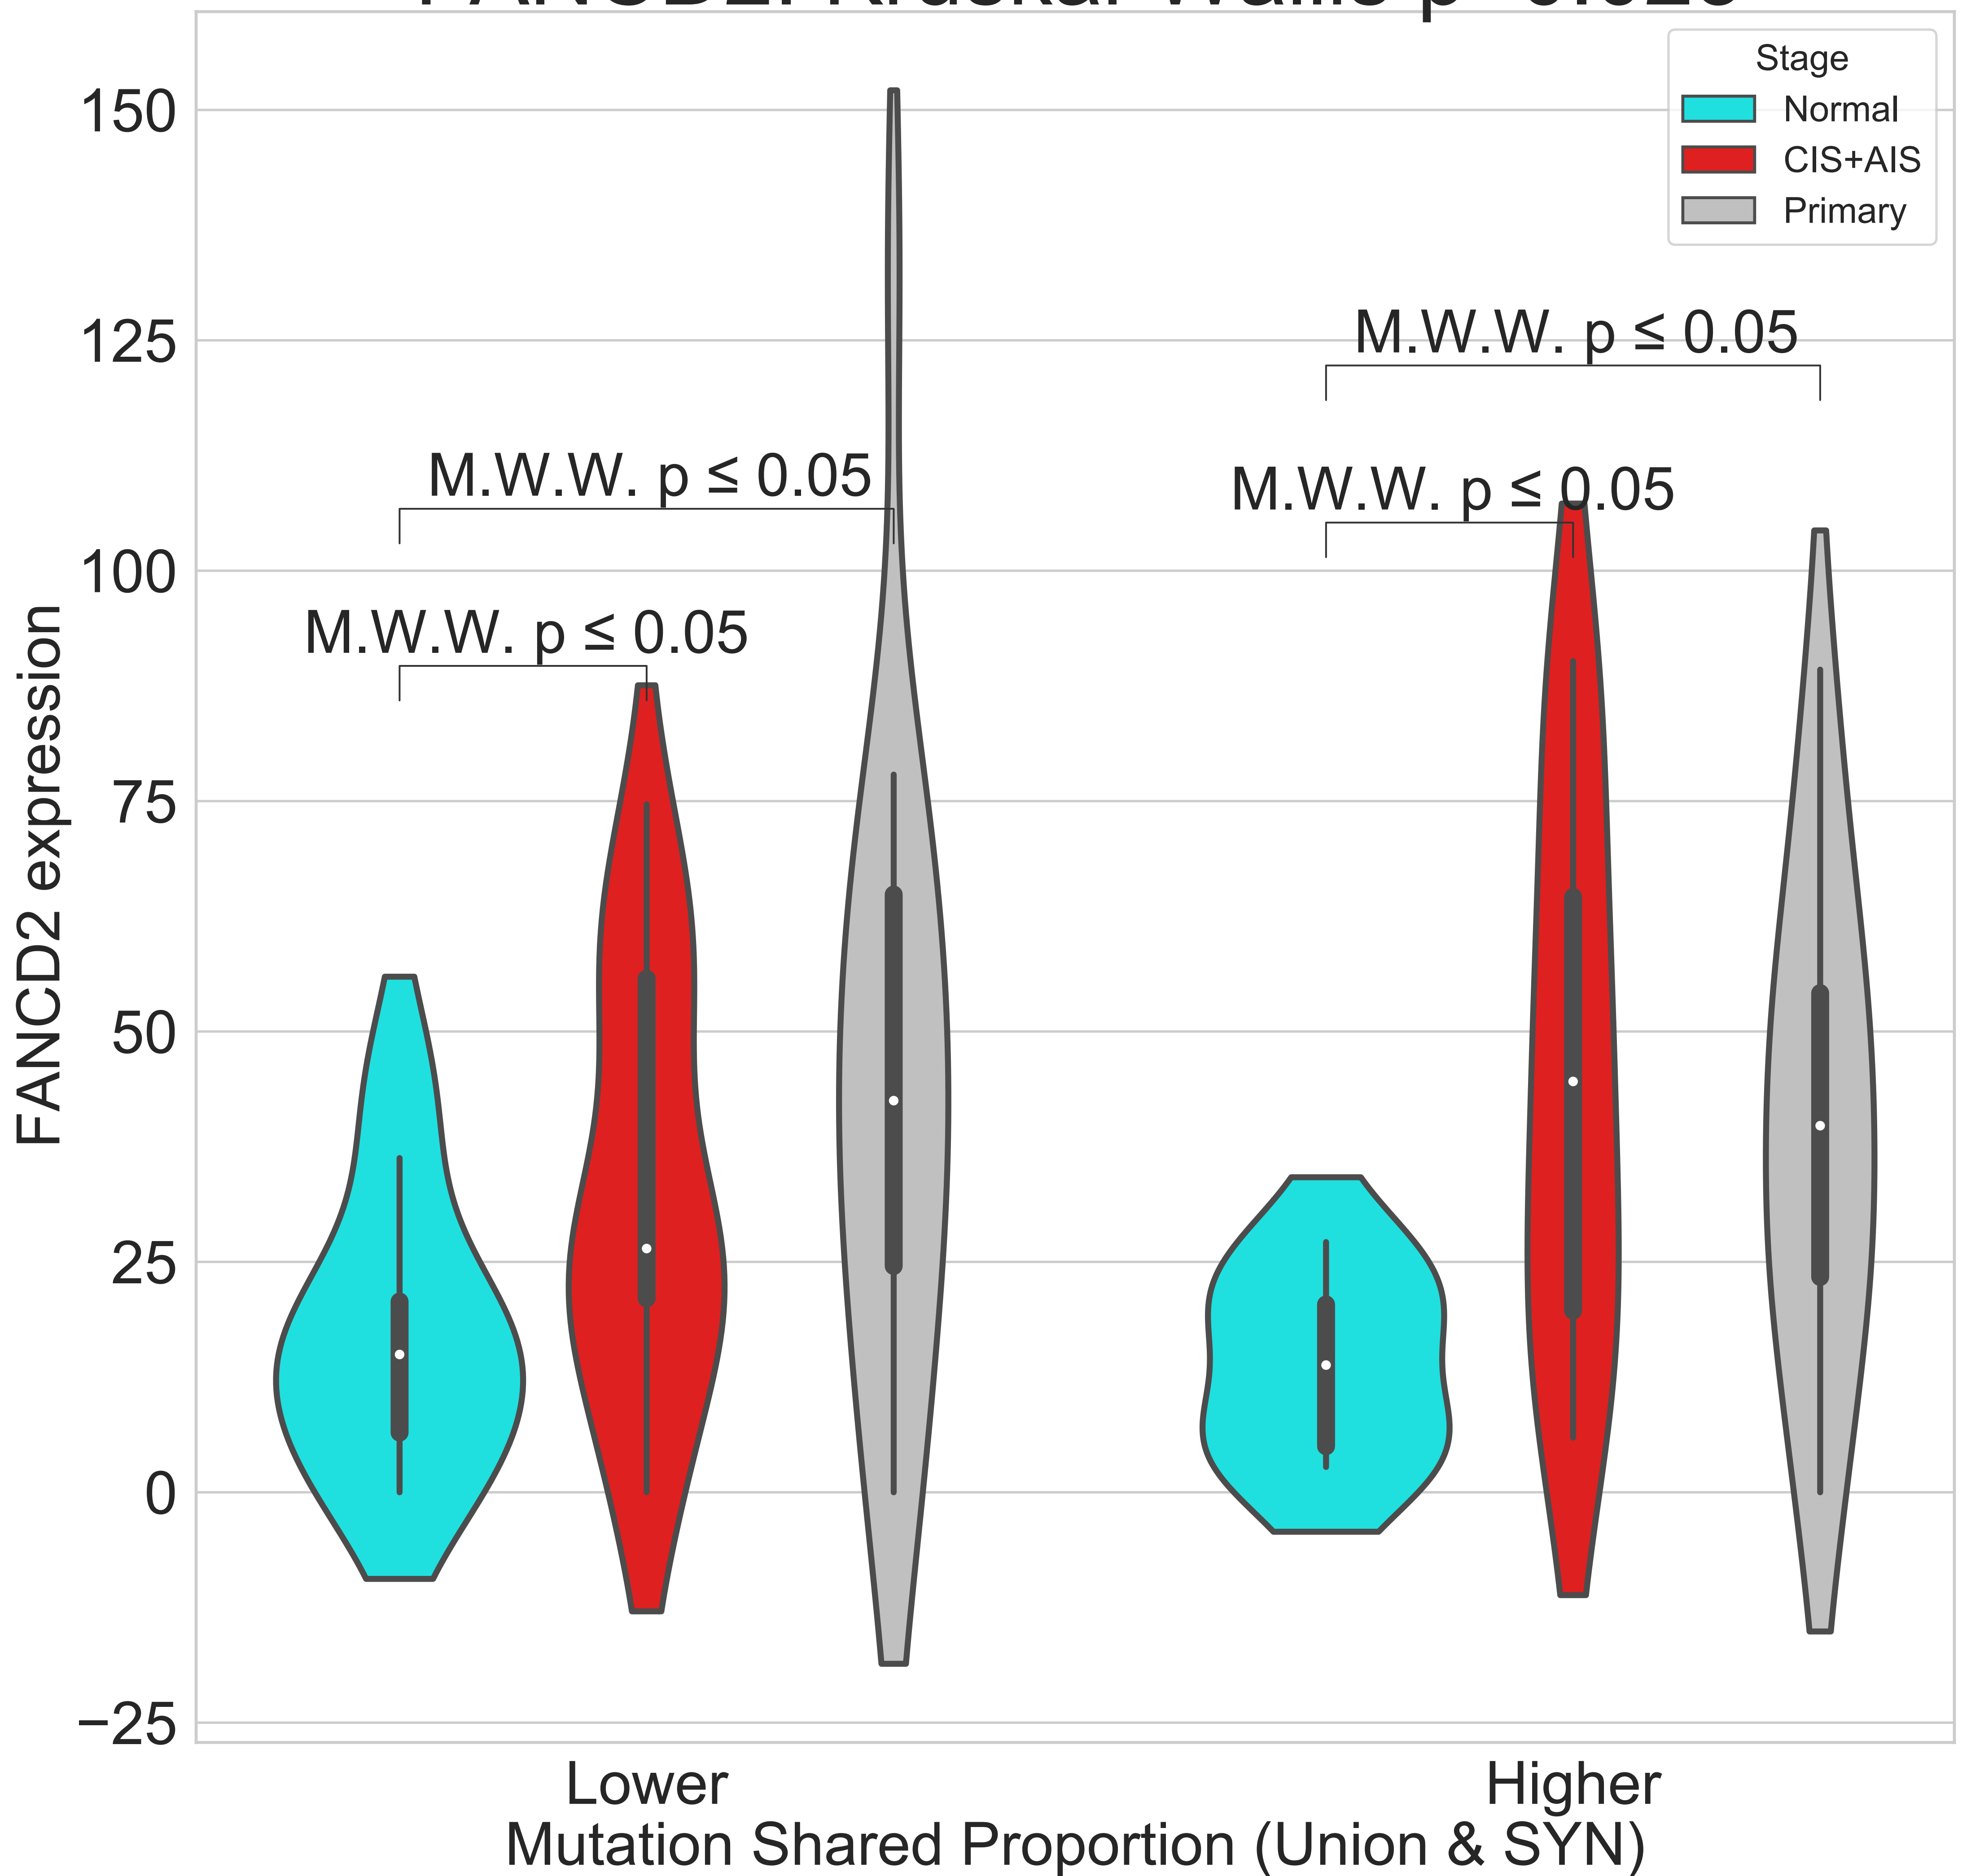 Stage
Normal
CIS+AIS
Primary
150
125
100
75
50
25
0
−25
FANCD2 expression
M.W.W. p ≤ 0.05
M.W.W. p ≤ 0.05
M.W.W. p ≤ 0.05
M.W.W. p ≤ 0.05
Lower
Higher
Mutation Shared Proportion (Union & SYN)